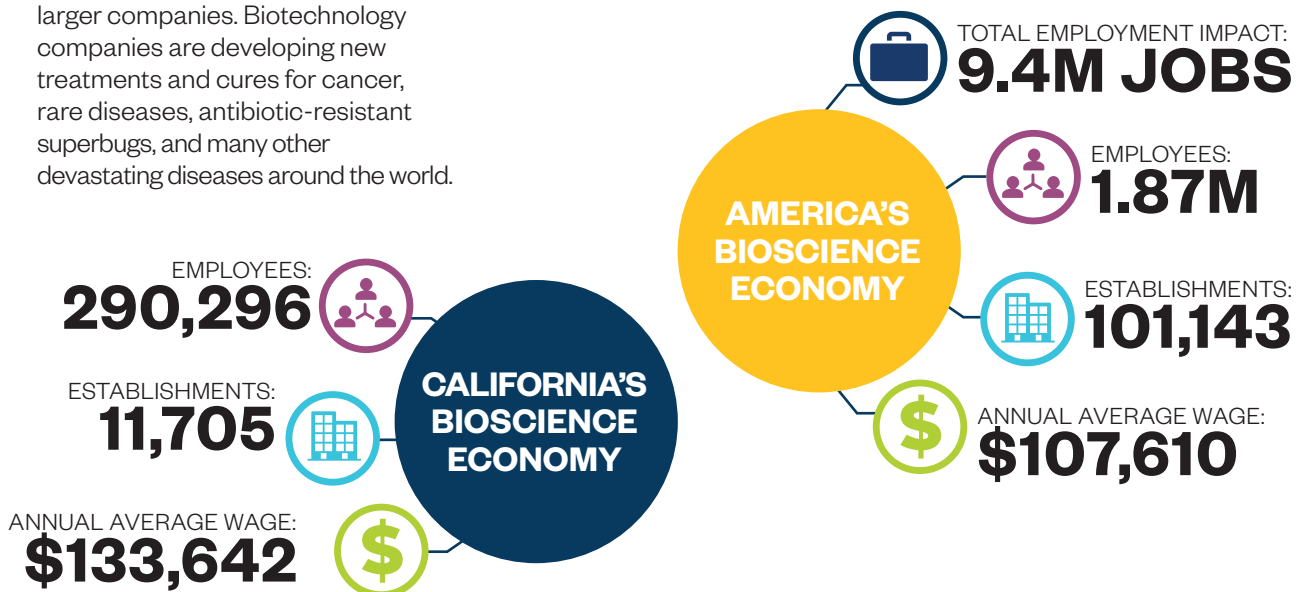 larger companies. Biotechnology
companies are developing new
treatments and cures for cancer,
rare diseases, antibiotic-resistant
superbugs, and many other
devastating diseases around the world.
TOTAL EMPLOYMENT IMPACT:
9.4M JOBS
EMPLOYEES:
1.87M
AMERICA'S
BIOSCIENCE
ECONOMY
ESTABLISHMENTS:
101,143
ANNUAL AVERAGE WAGE:
$107,610
EMPLOYEES:
290,296
ESTABLISHMENTS:
11,705
CALIFORNIA'S
BIOSCIENCE
ECONOMY
ANNUAL AVERAGE WAGE:
$133,642